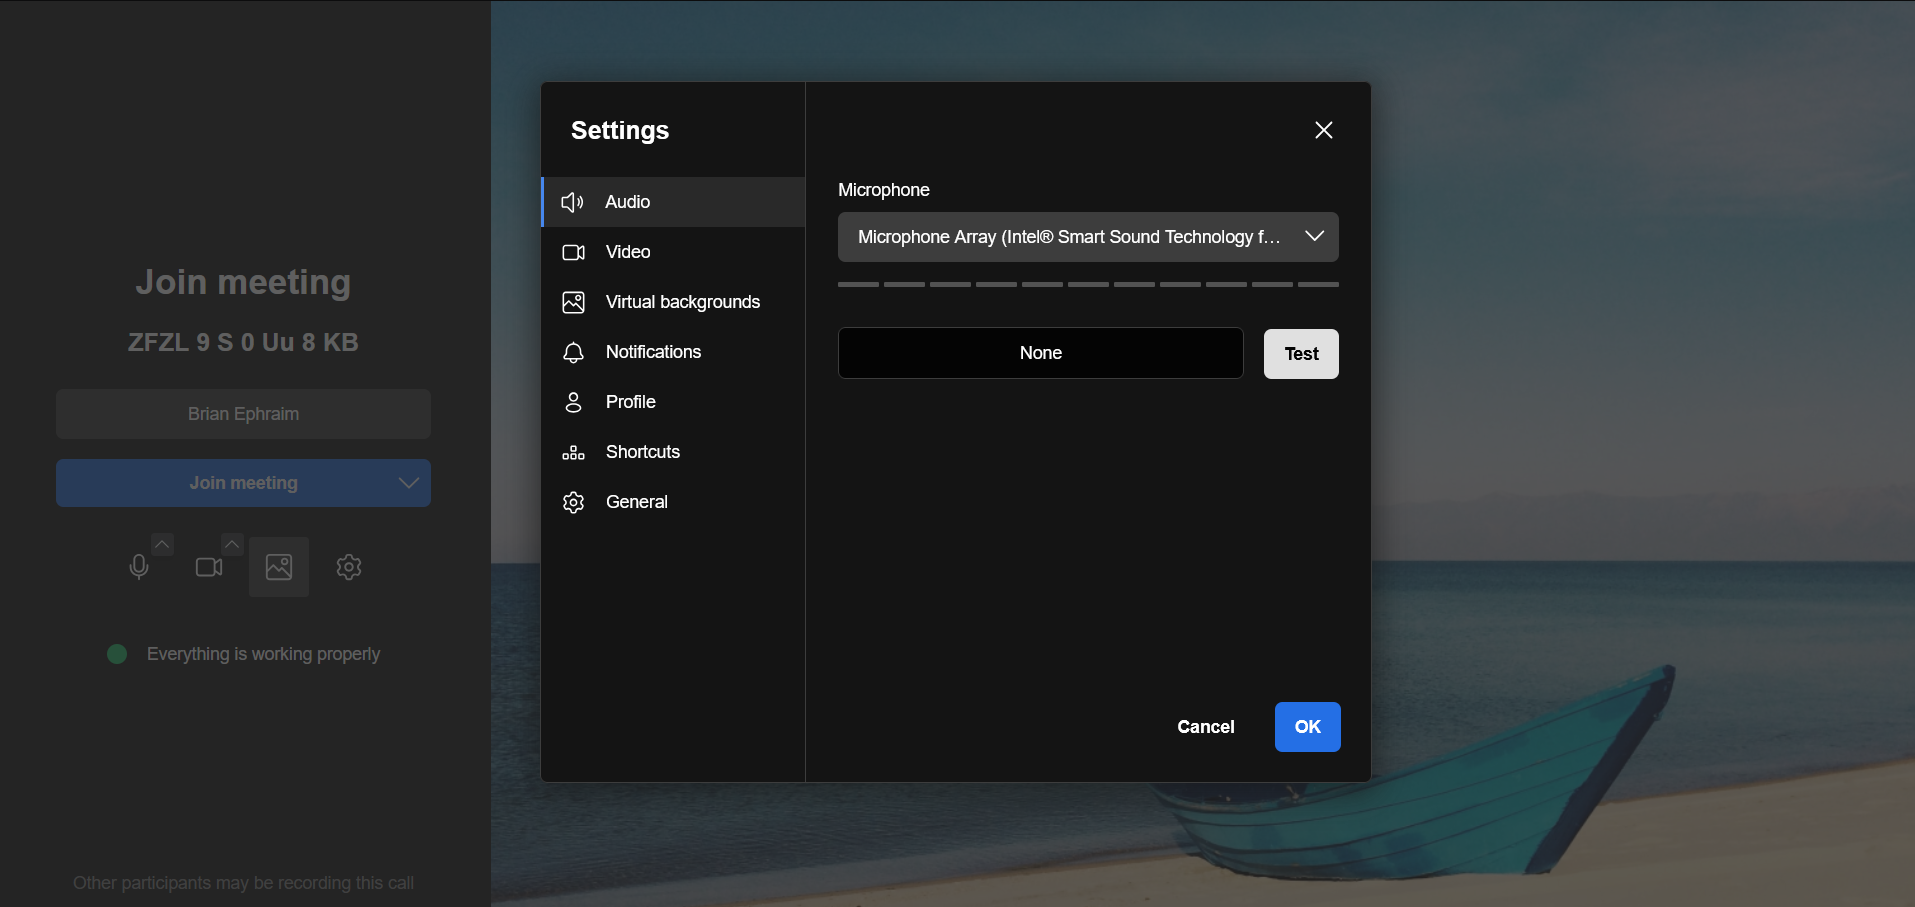 Join meeting
ZFZL 9 S 0 Uu 8 KB
Brian Ephraim
Join meeting
Everything is working properly
Other participants may be recording this call
Settings
Audio
Video
Virtual backgrounds
Notifications
Profile
Shortcuts
General
Microphone
Microphone Array (Intel® Smart Sound Technology f...
None
Test
Cancel
OK